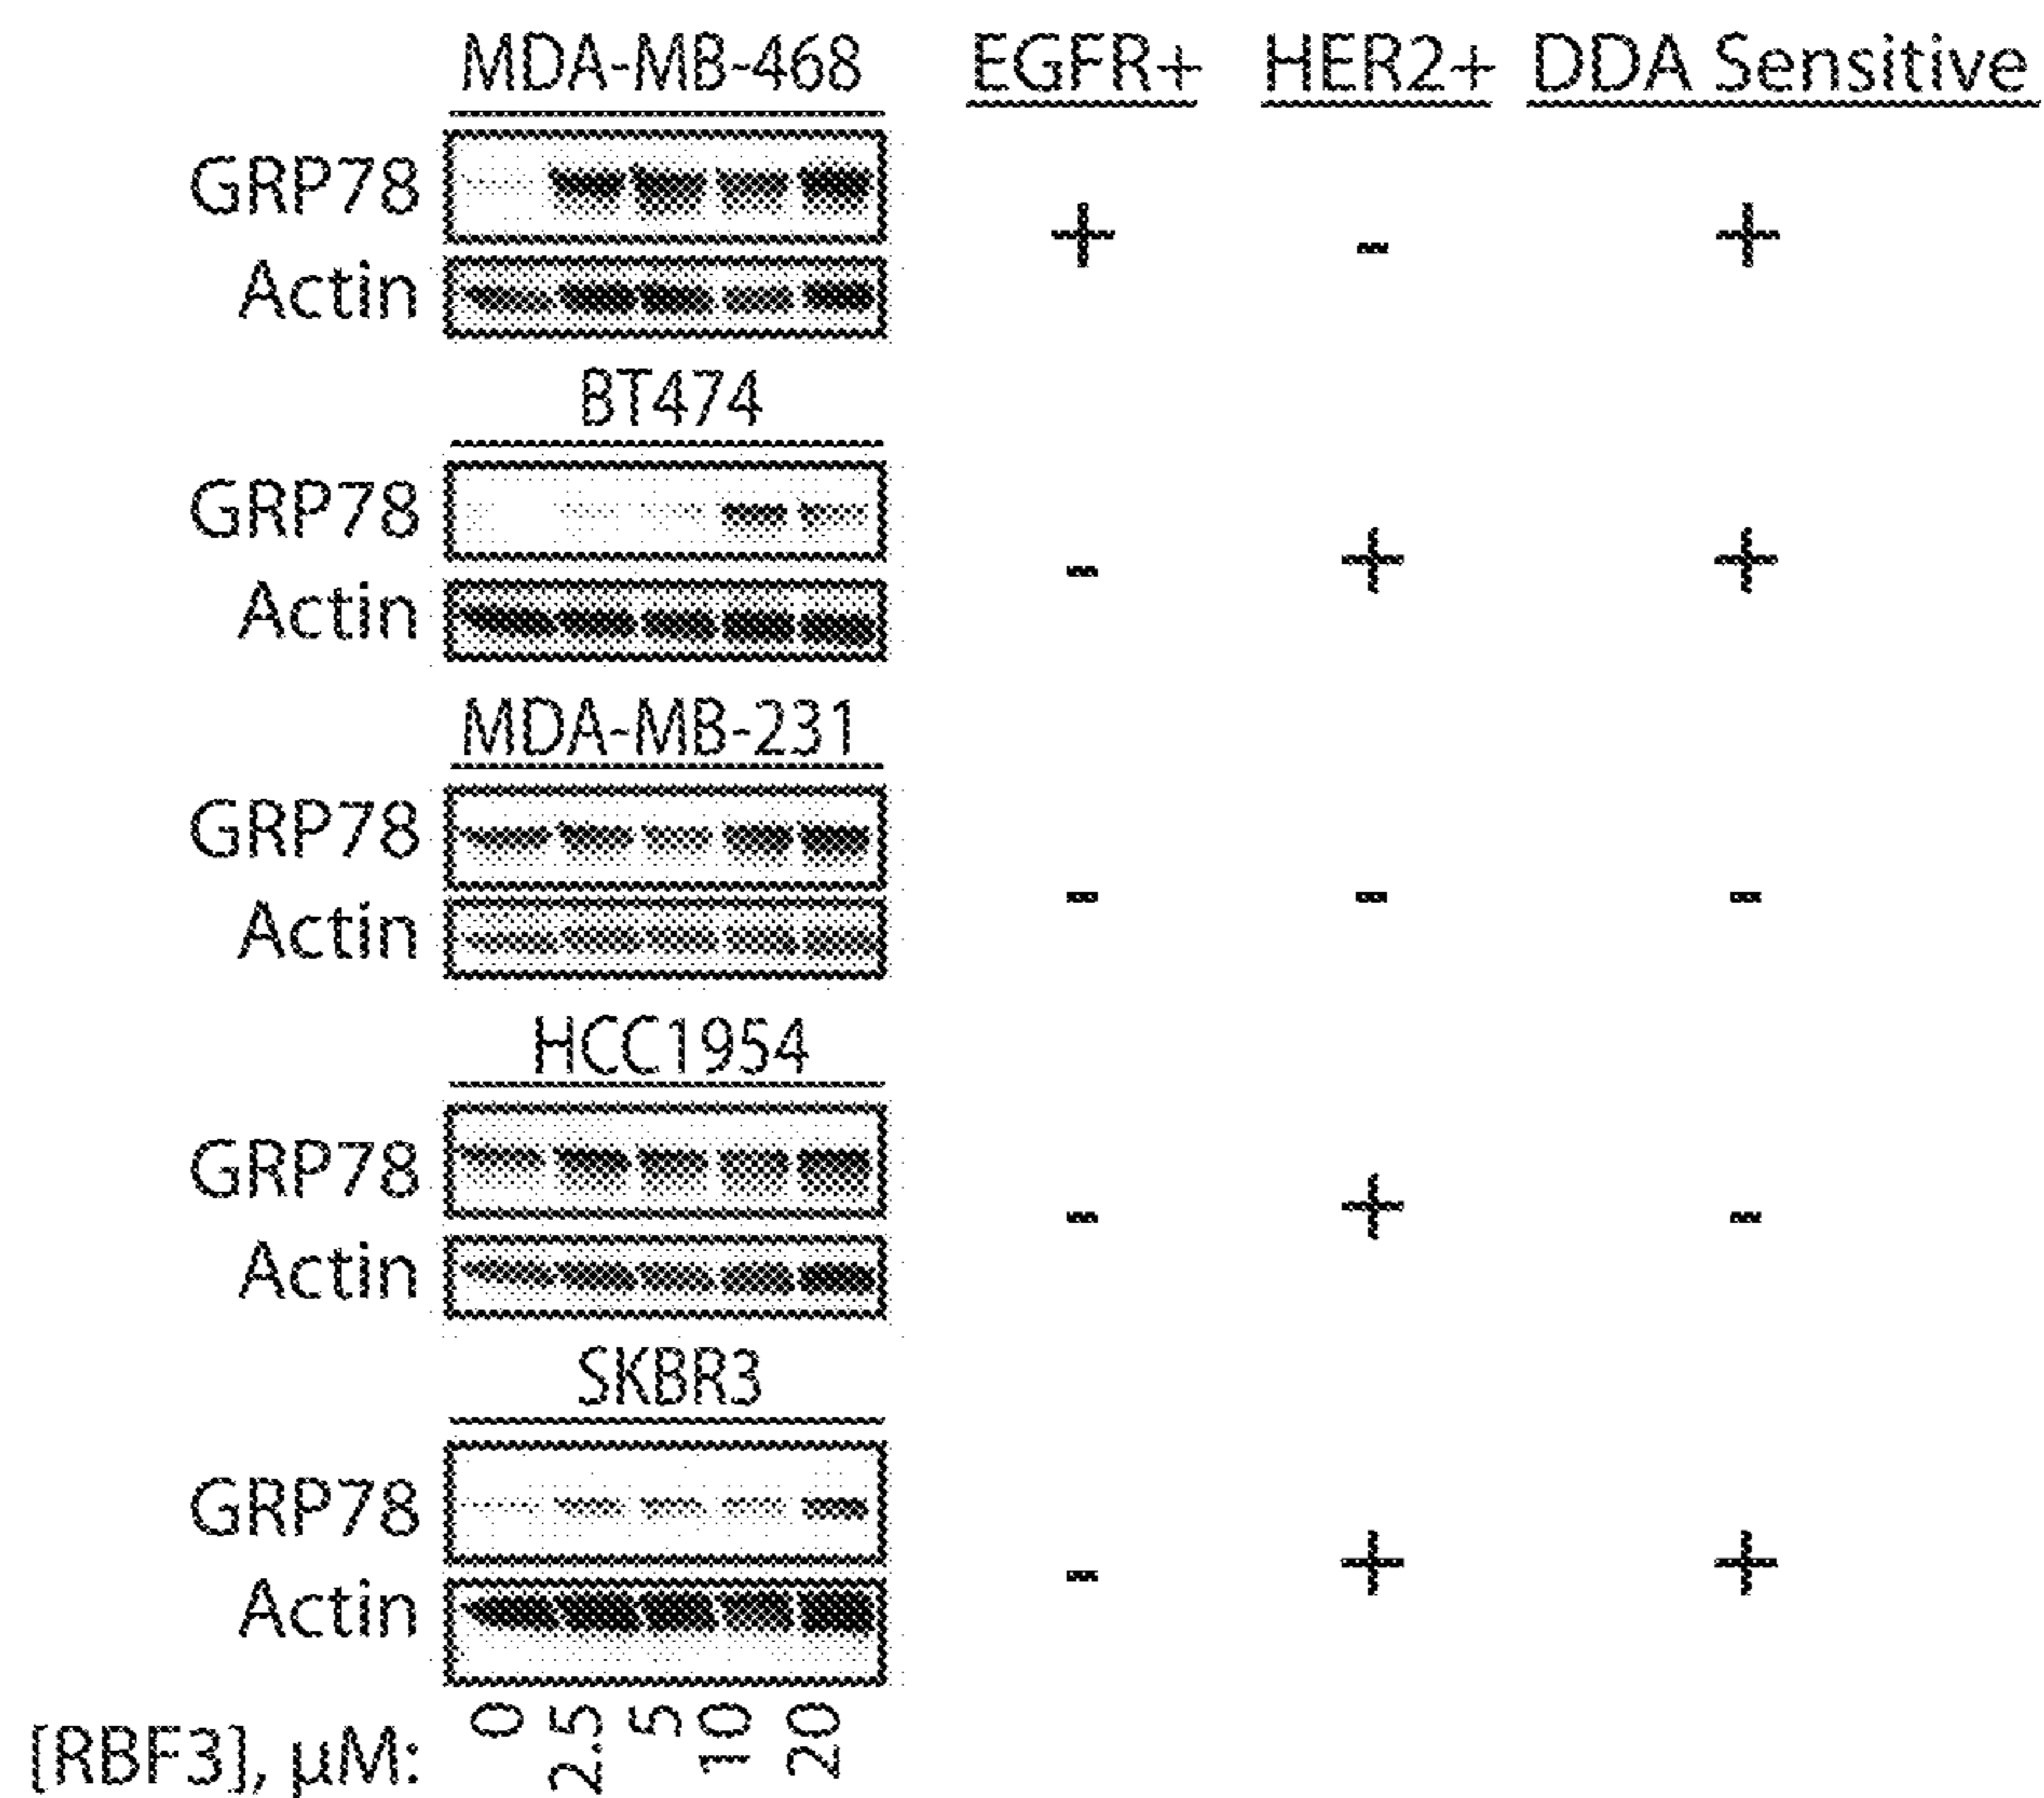 MDA-MB-468 EGFR+ HER2+ DDA Sensitive
GRP78 + - +
Actin
BT474
GRP78 - + +
Actin
MDA-MB-231
GRP78 - - -
Actin
HCC1954
GRP78 - + -
Actin
SKBR3
GRP78 - + +
Actin
[RBF3], µM: 0 2.5 5 10 20